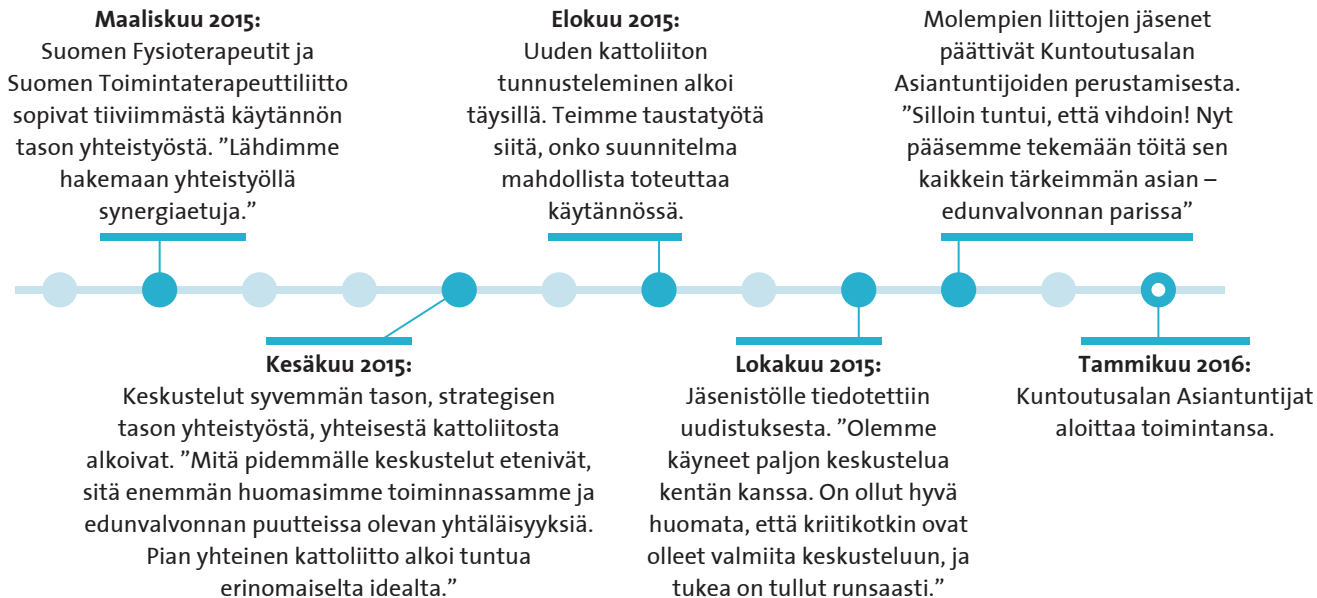 Maaliskuu 2015:
Suomen Fysioterapeutit ja
Suomen Toimintaterapeuttiliitto
sopivat tiiviimmästä käytännön
tason yhteistyöstä. ”Lähdimme
hakemaan yhteistyöllä
synergiaetuja.”
Elokuu 2015:
Uuden kattoliiton
tunnusteleminen alkoi
täysillä. Teimme taustatyötä
siitä, onko suunnitelma
mahdollista toteuttaa
käytännössä.
Molempien liittojen jäsenet
päättivät Kuntoutusalan
Asiantuntijoiden perustamisesta.
”Silloin tuntui, että vihdoin! Nyt
pääsemme tekemään töitä sen
kaikkein tärkeimmän asian –
edunvalvonnan parissa”
Kesäkuu 2015:
Keskustelut syvemmän tason, strategisen
tason yhteistyöstä, yhteisestä kattoliitosta
alkoivat. ”Mitä pidemmälle keskustelut etenivät,
sitä enemmän huomasimme toiminnassamme ja
edunvalvonnan puutteissa olevan yhtäläisyyksiä.
Pian yhteinen kattoliitto alkoi tuntua
erinomaiselta idealta.”
Lokakuu 2015:
Jäsenistölle tiedotettiin
uudistuksesta. ”Olemme
käyneet paljon keskustelua
kentän kanssa. On ollut hyvä
huomata, että kriitikotkin ovat
olleet valmiita keskusteluun, ja
tukea on tullut runsaasti.”
Tammikuu 2016:
Kuntoutusalan Asiantuntijat
aloittaa toimintansa.